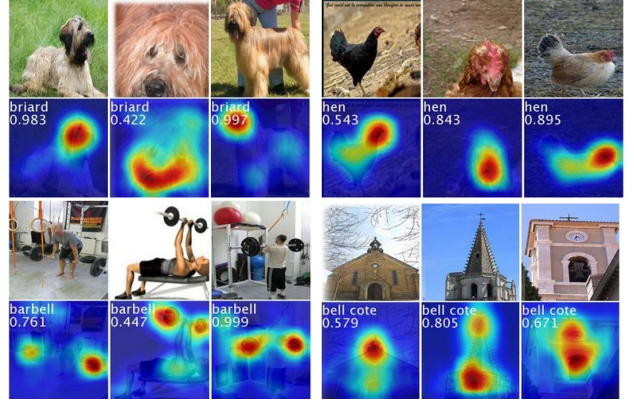 briard
0.983
briard
0.422
briard
0.997
hen
0.543
hen
0.843
hen
0.895
barbell
0.761
barbell
0.447
barbell
0.999
bell cote
0.579
bell cote
0.805
bell cote
0.671